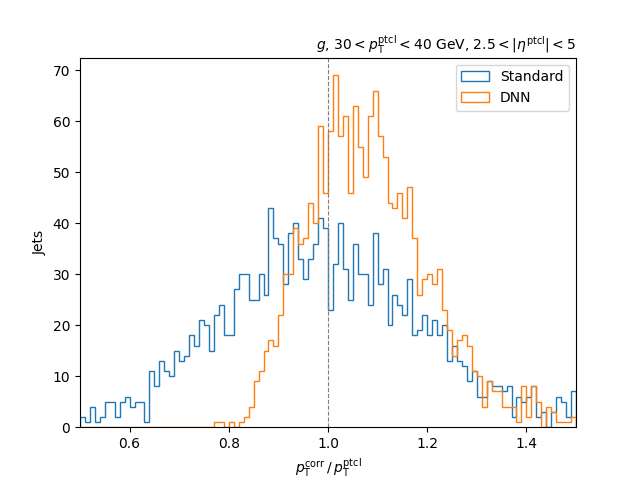 g, 30 < p_T^ptcl < 40 GeV, 2.5 < |η^ptcl| < 5
Standard
DNN
70
60
50
40
30
20
10
0
Jets
0.6 0.8 1.0 1.2 1.4
p_T^corr / p_T^ptcl